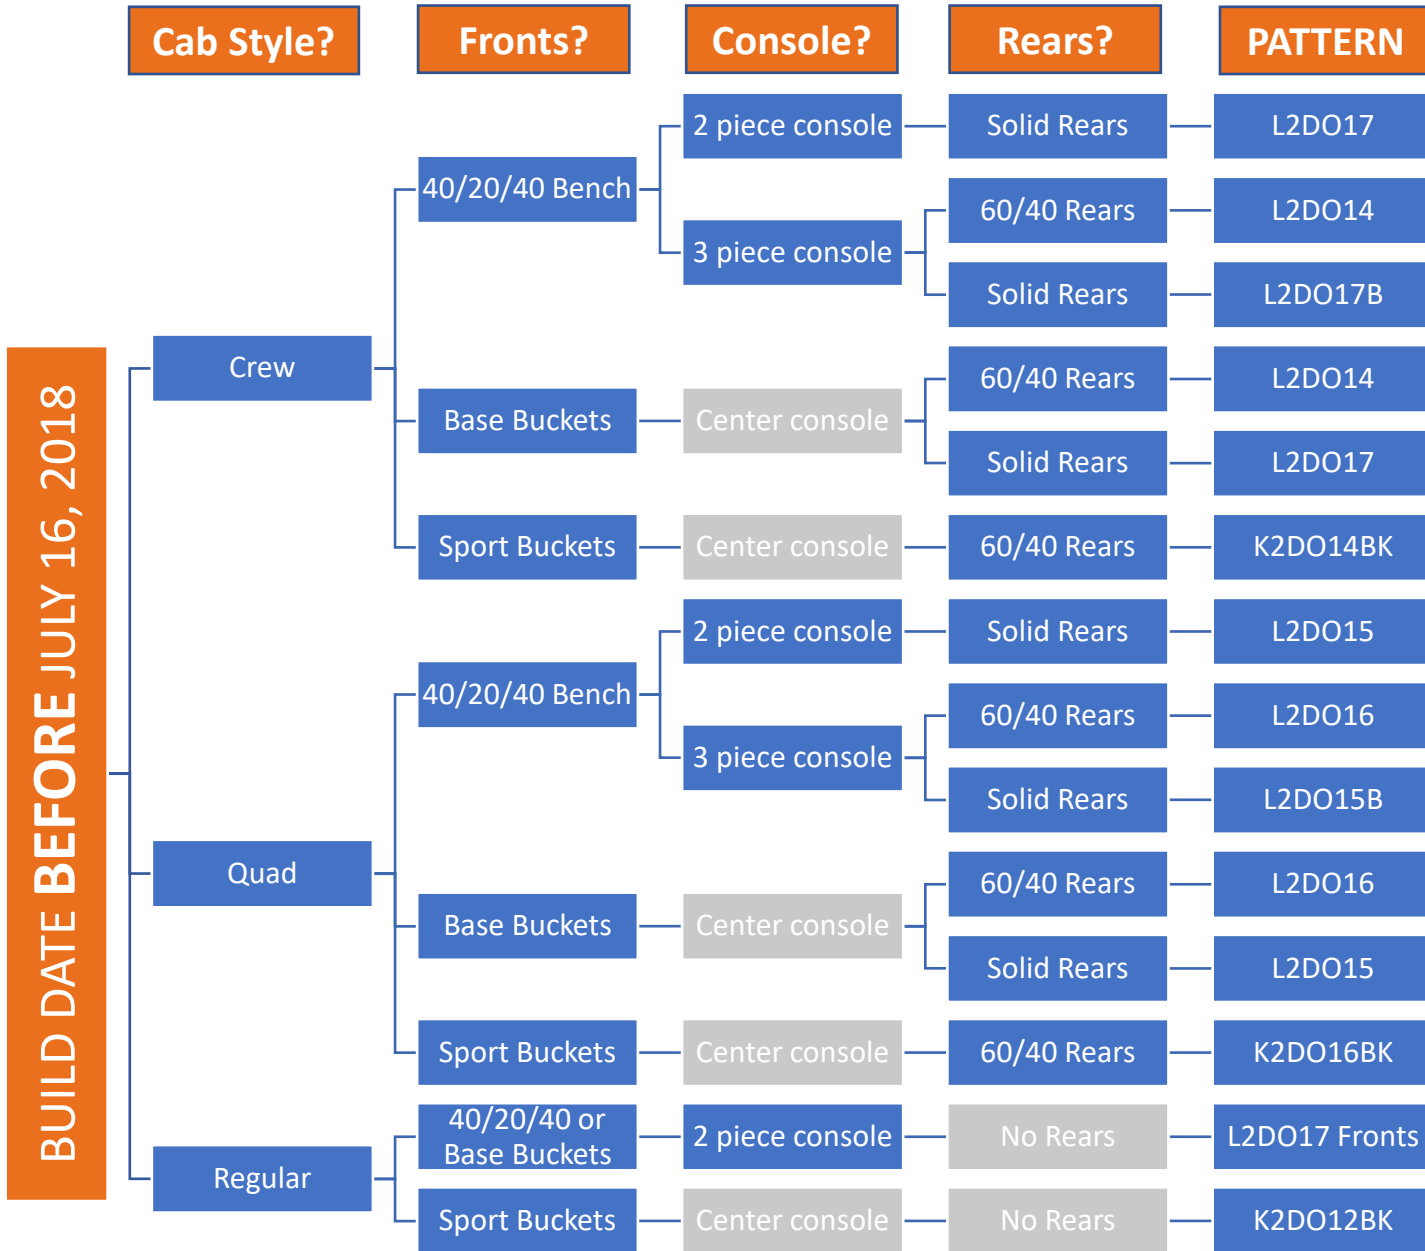 Cab Style?
Fronts?
Console?
Rears?
PATTERN
BUILD DATE BEFORE JULY 16, 2018
Crew
40/20/40 Bench
2 piece console
Solid Rears
L2DO17
3 piece console
60/40 Rears
L2DO14
Solid Rears
L2DO17B
Base Buckets
Center console
60/40 Rears
L2DO14
Solid Rears
L2DO17
Sport Buckets
Center console
60/40 Rears
K2DO14BK
Quad
40/20/40 Bench
2 piece console
Solid Rears
L2DO15
3 piece console
60/40 Rears
L2DO16
Solid Rears
L2DO15B
Base Buckets
Center console
60/40 Rears
L2DO16
Solid Rears
L2DO15
Sport Buckets
Center console
60/40 Rears
K2DO16BK
Regular
40/20/40 or
Base Buckets
2 piece console
No Rears
L2DO17 Fronts
Sport Buckets
Center console
No Rears
K2DO12BK